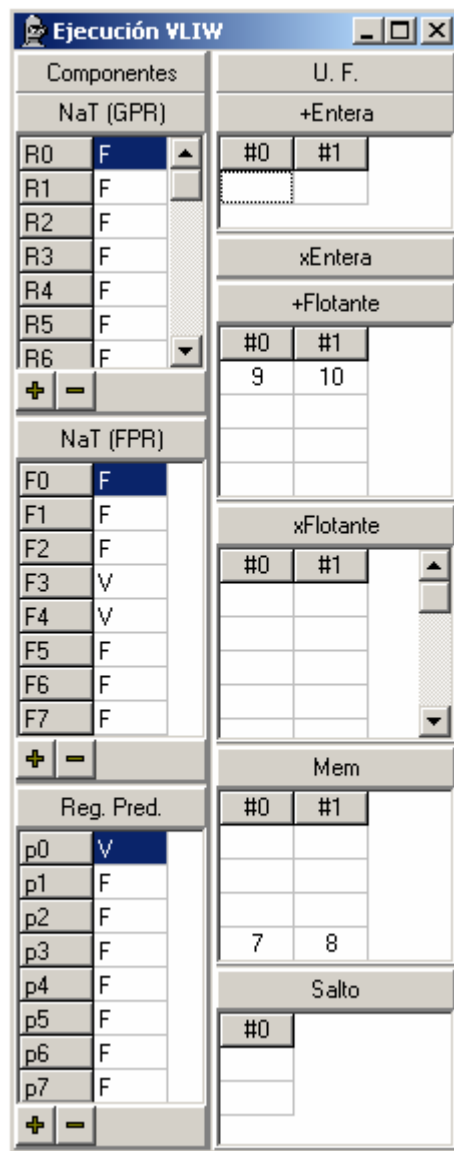 Ejecución VLIW
Componentes
NaT (GPR)
R0 F
R1 F
R2 F
R3 F
R4 F
R5 F
R6 F
NaT (FPR)
F0 F
F1 F
F2 F
F3 V
F4 V
F5 F
F6 F
F7 F
Reg. Pred.
p0 V
p1 F
p2 F
p3 F
p4 F
p5 F
p6 F
p7 F
U. F.
+Entera
#0 #1
xEntera
+Flotante
#0 #1
9 10
xFlotante
#0 #1
Mem
#0 #1
7 8
Salto
#0